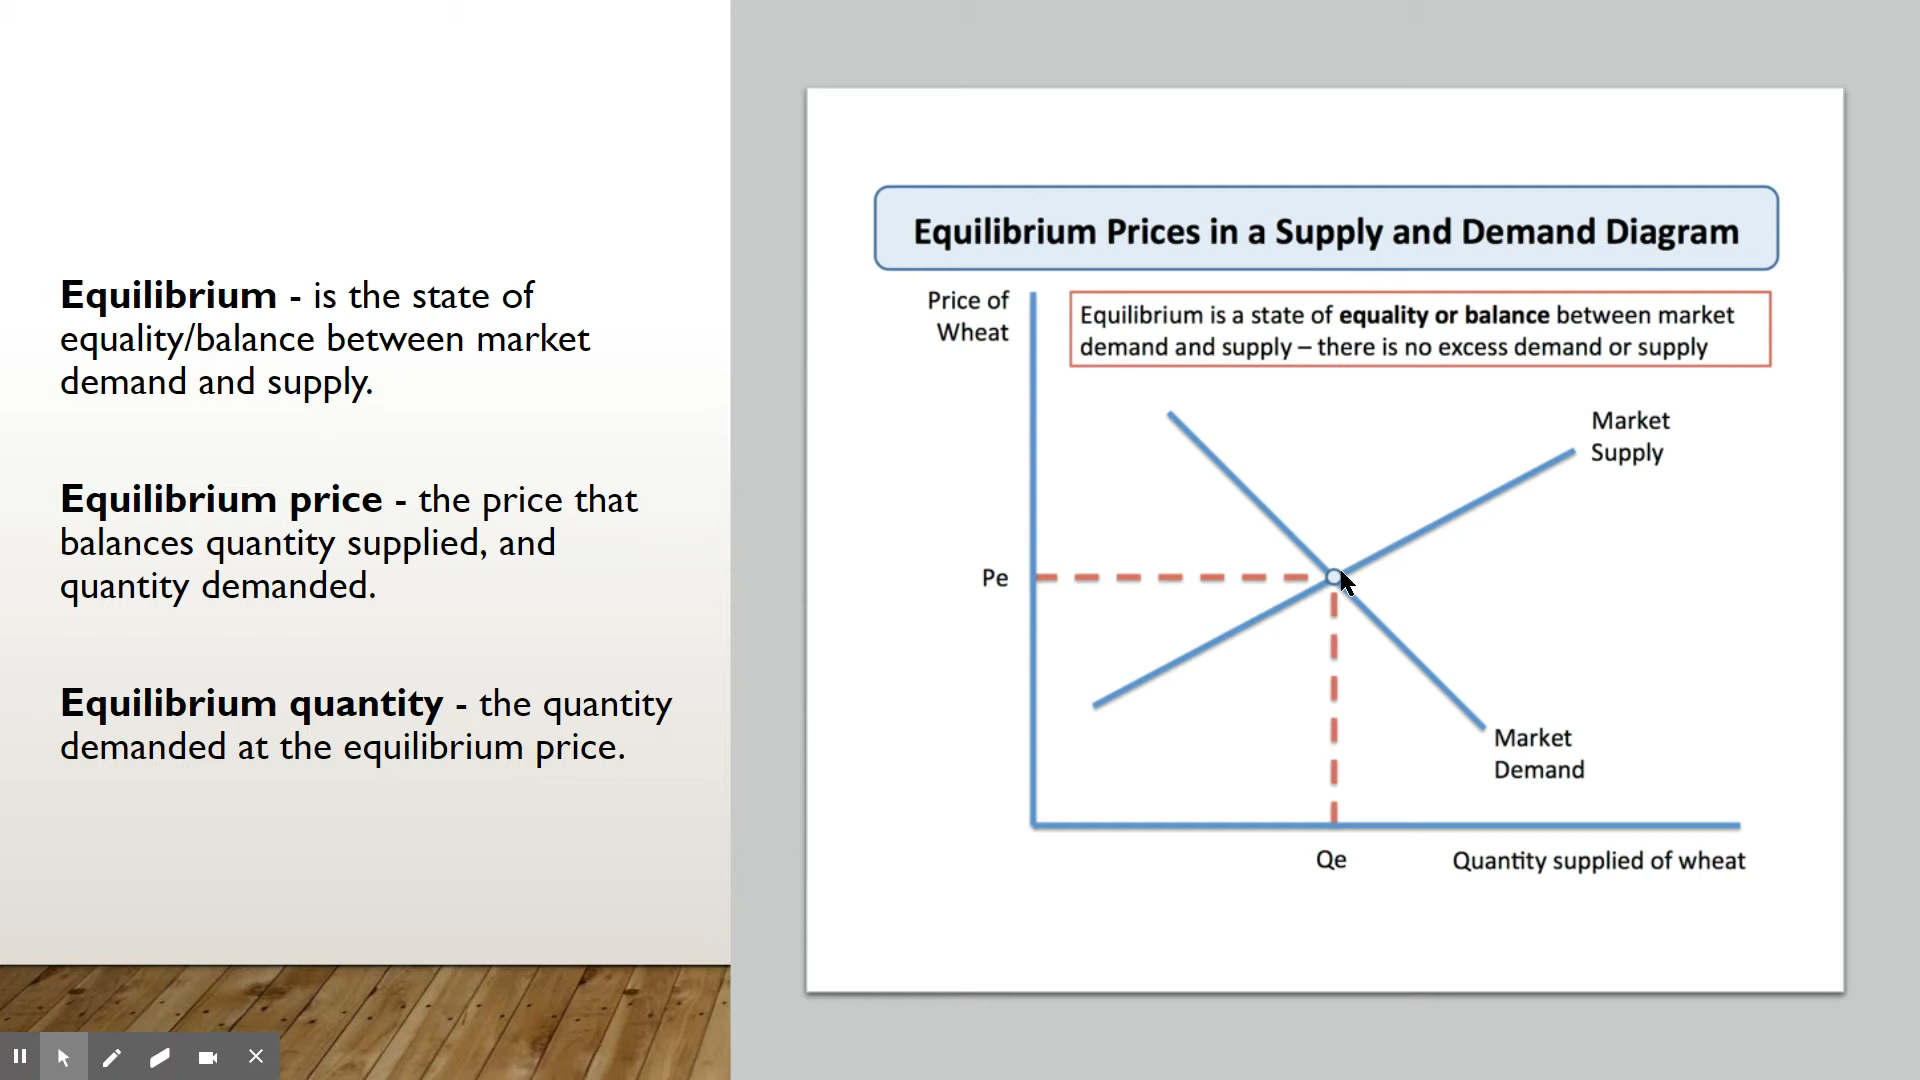 Equilibrium - is the state of
equality/balance between market
demand and supply.
Equilibrium price - the price that
balances quantity supplied, and
quantity demanded.
Equilibrium quantity - the quantity
demanded at the equilibrium price.
Equilibrium Prices in a Supply and Demand Diagram
Price of
Wheat
Equilibrium is a state of equality or balance between market
demand and supply – there is no excess demand or supply
Market
Supply
Pe
Market
Demand
Qe
Quantity supplied of wheat